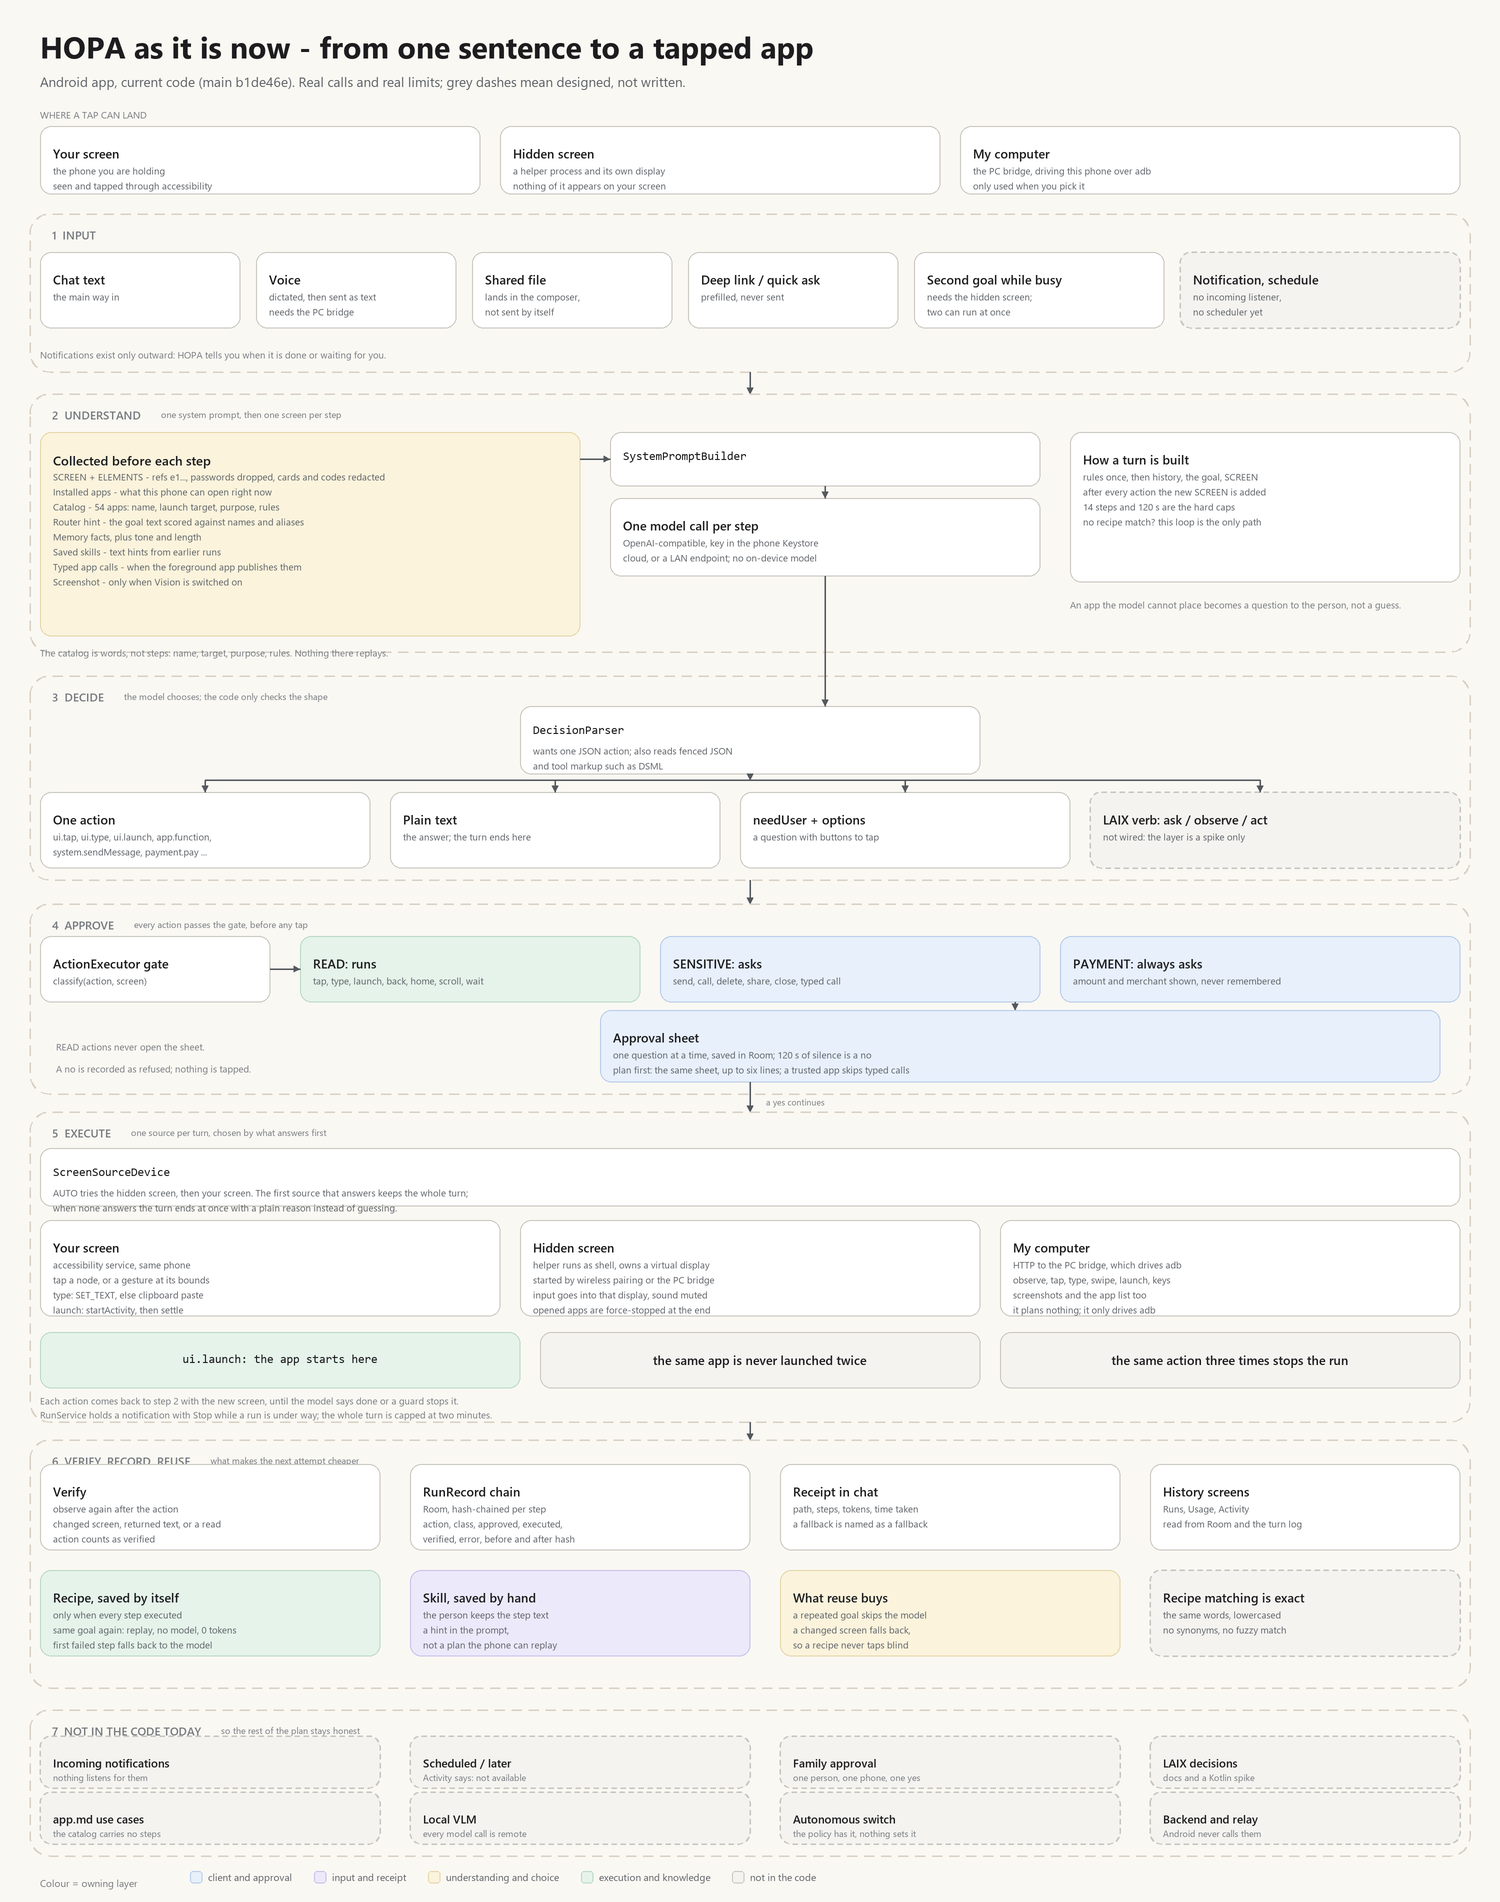 HOPA as it is now - from one sentence to a tapped app
Android app, current code (main b1de46e). Real calls and real limits; grey dashes mean designed, not written.
WHERE A TAP CAN LAND
Your screen
the phone you are holding
seen and tapped through accessibility
Hidden screen
a helper process and its own display
nothing of it appears on your screen
My computer
the PC bridge, driving this phone over adb
only used when you pick it
1 INPUT
Chat text
the main way in
Voice
dictated, then sent as text
needs the PC bridge
Shared file
lands in the composer,
not sent by itself
Deep link / quick ask
prefilled, never sent
Second goal while busy
needs the hidden screen;
two can run at once
Notification, schedule
no incoming listener,
no scheduler yet
Notifications exist only outward: HOPA tells you when it is done or waiting for you.
2 UNDERSTAND one system prompt, then one screen per step
Collected before each step
SCREEN + ELEMENTS - refs e1..., passwords dropped, cards and codes redacted
Installed apps - what this phone can open right now
Catalog - 54 apps: name, launch target, purpose, rules
Router hint - the goal text scored against names and aliases
Memory facts, plus tone and length
Saved skills - text hints from earlier runs
Typed app calls - when the foreground app publishes them
Screenshot - only when Vision is switched on
SystemPromptBuilder
One model call per step
OpenAI-compatible, key in the phone Keystore
cloud, or a LAN endpoint; no on-device model
How a turn is built
rules once, then history, the goal, SCREEN
after every action the new SCREEN is added
14 steps and 120 s are the hard caps
no recipe match? this loop is the only path
An app the model cannot place becomes a question to the person, not a guess.
The catalog is words, not steps: name, target, purpose, rules. Nothing there replays.
3 DECIDE the model chooses; the code only checks the shape
DecisionParser
wants one JSON action; also reads fenced JSON
and tool markup such as DSML
One action
ui.tap, ui.type, ui.launch, app.function,
system.sendMessage, payment.pay ...
Plain text
the answer; the turn ends here
needUser + options
a question with buttons to tap
LAIX verb: ask / observe / act
not wired: the layer is a spike only
4 APPROVE every action passes the gate, before any tap
ActionExecutor gate
classify(action, screen)
READ: runs
tap, type, launch, back, home, scroll, wait
SENSITIVE: asks
send, call, delete, share, close, typed call
PAYMENT: always asks
amount and merchant shown, never remembered
READ actions never open the sheet.
A no is recorded as refused; nothing is tapped.
Approval sheet
one question at a time, saved in Room; 120 s of silence is a no
plan first: the same sheet, up to six lines; a trusted app skips typed calls
a yes continues
5 EXECUTE one source per turn, chosen by what answers first
ScreenSourceDevice
AUTO tries the hidden screen, then your screen. The first source that answers keeps the whole turn;
when none answers the turn ends at once with a plain reason instead of guessing.
Your screen
accessibility service, same phone
tap a node, or a gesture at its bounds
type: SET_TEXT, else clipboard paste
launch: startActivity, then settle
Hidden screen
helper runs as shell, owns a virtual display
started by wireless pairing or the PC bridge
input goes into that display, sound muted
opened apps are force-stopped at the end
My computer
HTTP to the PC bridge, which drives adb
observe, tap, type, swipe, launch, keys
screenshots and the app list too
it plans nothing; it only drives adb
ui.launch: the app starts here
the same app is never launched twice
the same action three times stops the run
Each action comes back to step 2 with the new screen, until the model says done or a guard stops it.
RunService holds a notification with Stop while a run is under way; the whole turn is capped at two minutes.
6 VERIFY, RECORD, REUSE what makes the next attempt cheaper
Verify
observe again after the action
changed screen, returned text, or a read
action counts as verified
RunRecord chain
Room, hash-chained per step
action, class, approved, executed,
verified, error, before and after hash
Receipt in chat
path, steps, tokens, time taken
a fallback is named as a fallback
History screens
Runs, Usage, Activity
read from Room and the turn log
Recipe, saved by itself
only when every step executed
same goal again: replay, no model, 0 tokens
first failed step falls back to the model
Skill, saved by hand
the person keeps the step text
a hint in the prompt,
not a plan the phone can replay
What reuse buys
a repeated goal skips the model
a changed screen falls back,
so a recipe never taps blind
Recipe matching is exact
the same words, lowercased
no synonyms, no fuzzy match
7 NOT IN THE CODE TODAY so the rest of the plan stays honest
Incoming notifications
nothing listens for them
Scheduled / later
Activity says: not available
Family approval
one person, one phone, one yes
LAIX decisions
docs and a Kotlin spike
app.md use cases
the catalog carries no steps
Local VLM
every model call is remote
Autonomous switch
the policy has it, nothing sets it
Backend and relay
Android never calls them
Colour = owning layer
client and approval
input and receipt
understanding and choice
execution and knowledge
not in the code